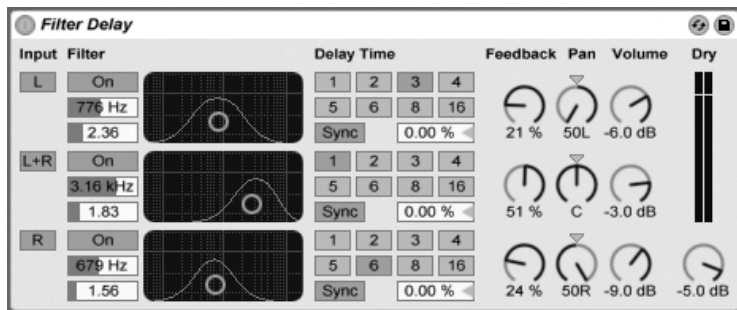 Filter Delay
Input Filter Delay Time Feedback Pan Volume Dry
L On 1 2 3 4
776 Hz 5 6 8 16
2.36 Sync 0.00 % 21 % 50L -6.0 dB
L+R On 1 2 3 4
3.16 kHz 5 6 8 16
1.83 Sync 0.00 % 51 % C -3.0 dB
R On 1 2 3 4
679 Hz 5 6 8 16
1.56 Sync 0.00 % 24 % 50R -9.0 dB -5.0 dB